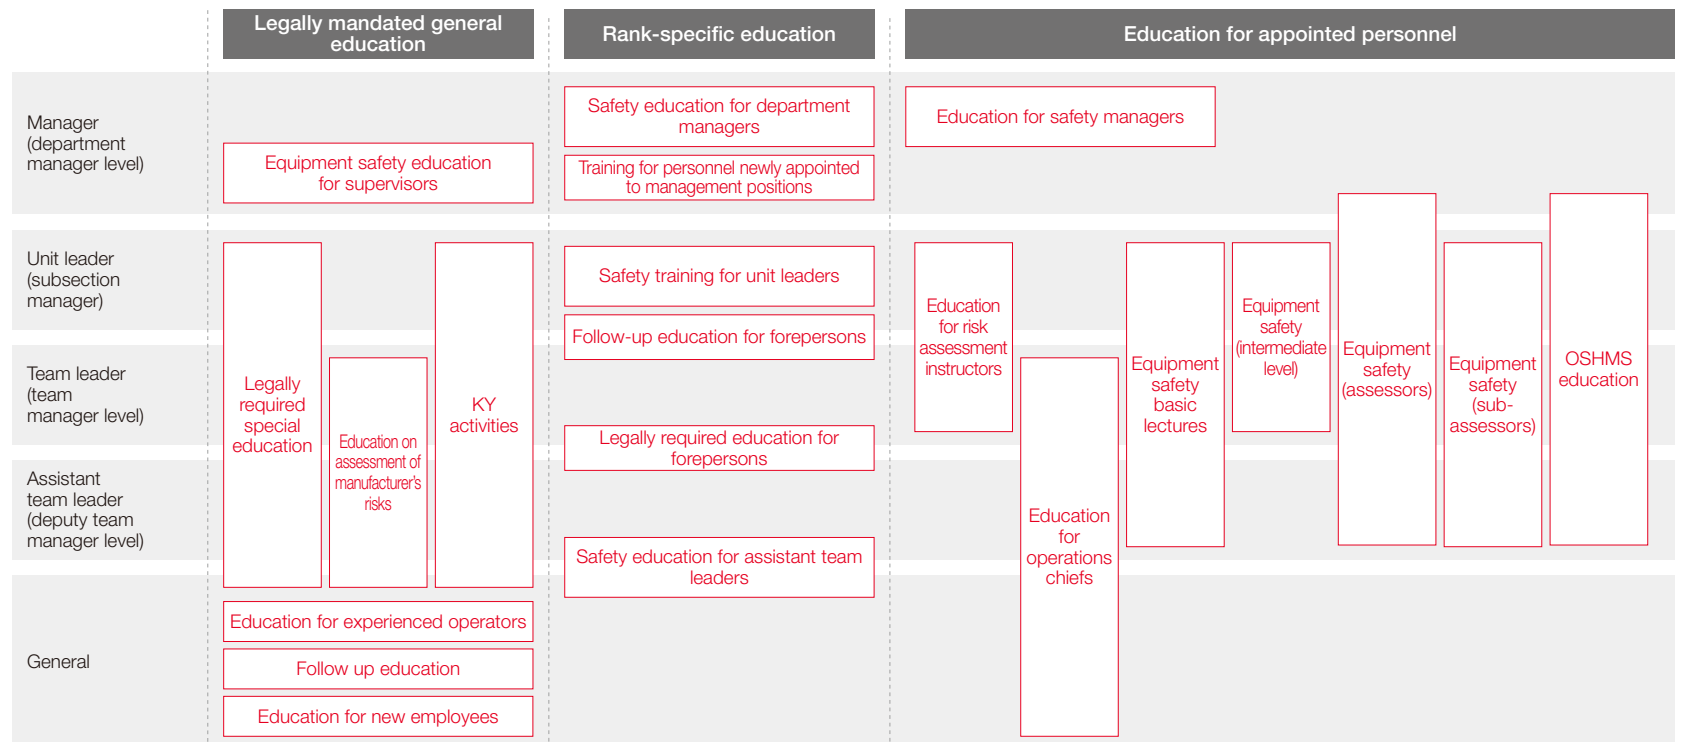 Legally mandated general
education
Rank-specific education
Education for appointed personnel
Manager
(department
manager level)
Equipment safety education
for supervisors
Safety education for department
managers
Training for personnel newly appointed
to management positions
Education for safety managers
Unit leader
(subsection
manager)
Team leader
(team
manager level)
Assistant
team leader
(deputy team
manager level)
General
Legally
required
special
education
Education on
assessment of
manufacturer's
risks
KY
activities
Education for experienced operators
Follow up education
Education for new employees
Safety training for unit leaders
Follow-up education for forepersons
Legally required education for
forepersons
Safety education for assistant team
leaders
Education
for risk
assessment
instructors
Education
for
operations
chiefs
Equipment
safety
basic
lectures
Equipment
safety
(intermediate
level)
Equipment
safety
(assessors)
Equipment
safety
(sub-
assessors)
OSHMS
education